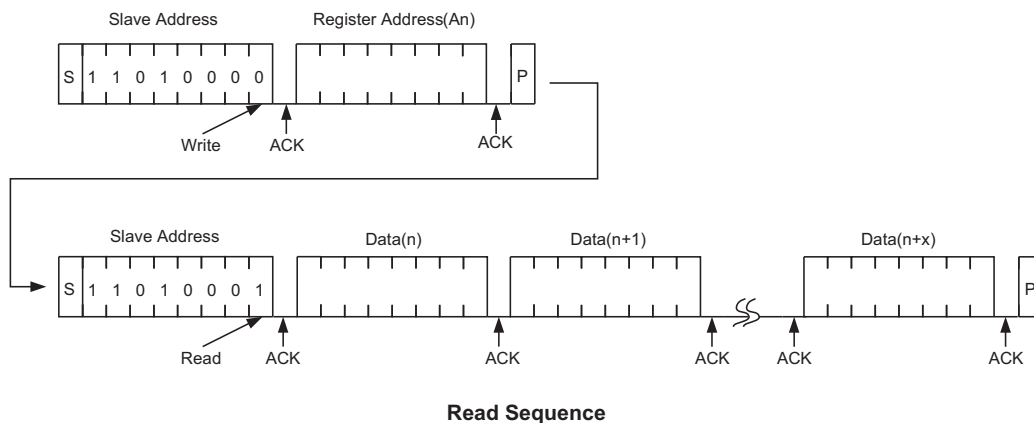 Slave Address Register Address(An)
S 1 1 0 1 0 0 0 0 P
Write ACK ACK
Slave Address Data(n) Data(n+1) Data(n+x)
S 1 1 0 1 0 0 0 1 P
Read ACK ACK ACK ACK ACK
Read Sequence